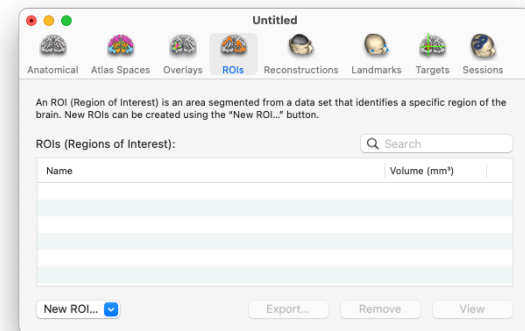 Untitled
Anatomical Atlas Spaces Overlays ROIs Reconstructions Landmarks Targets Sessions
An ROI (Region of Interest) is an area segmented from a data set that identifies a specific region of the
brain. New ROIs can be created using the “New ROI...” button.
ROIs (Regions of Interest): Search
Name Volume (mm³)
New ROI... Export... Remove View